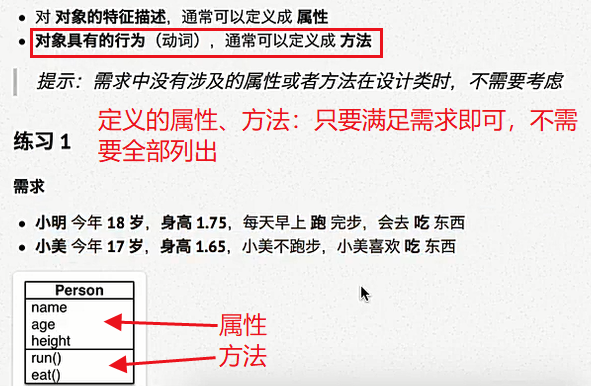 对 对象的特征描述，通常可以定义成 属性
对象具有的行为（动词），通常可以定义成 方法
提示：需求中没有涉及的属性或者方法在设计类时，不需要考虑
定义的属性、方法：只要满足需求即可，不需
要全部列出
练习 1
需求
小明 今年 18 岁，身高 1.75，每天早上 跑 完步，会去 吃 东西
小美 今年 17 岁，身高 1.65，小美不跑步，小美喜欢 吃 东西
Person
name
age
height
属性
run()
方法
eat()